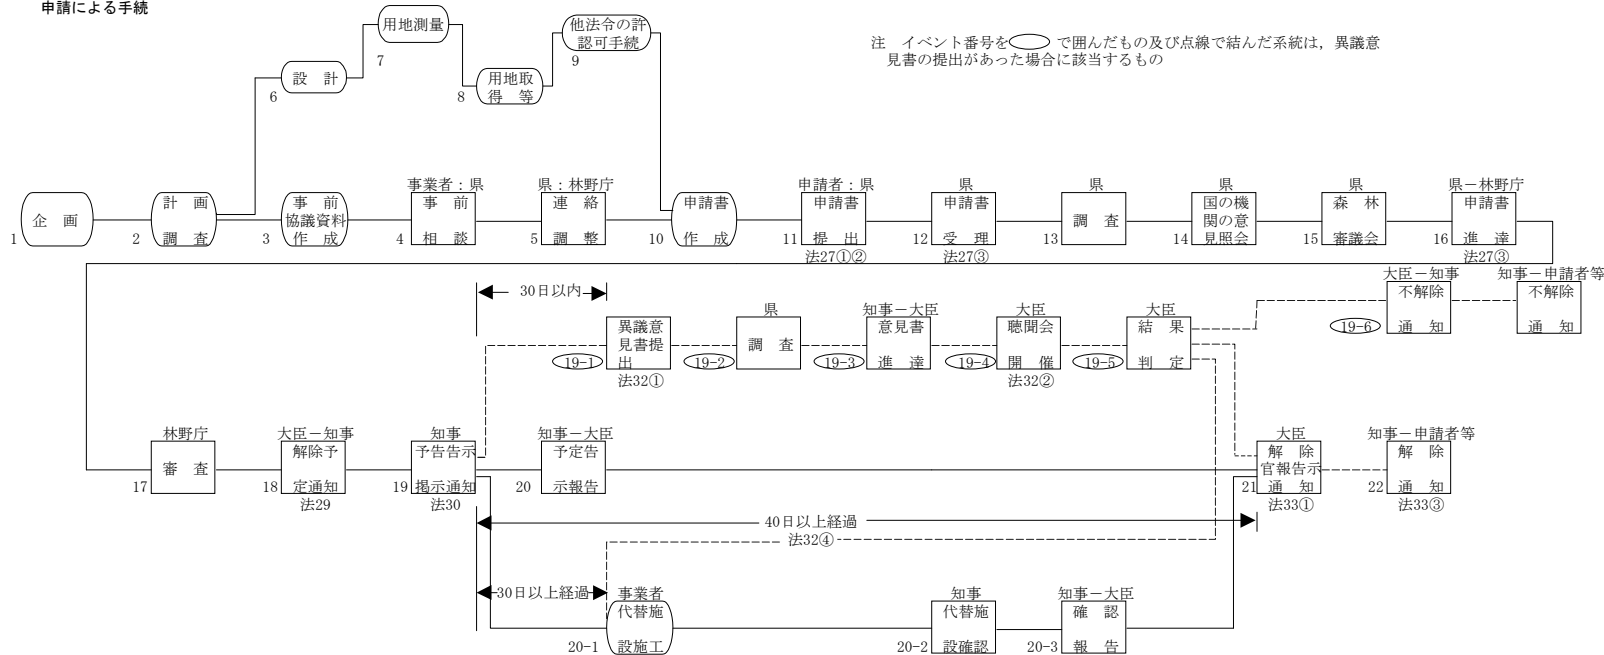 申請による手続
用地測量
7
他法令の許
認可手続
9
注　イベント番号を　で囲んだもの及び点線で結んだ系統は，異議意
見書の提出があった場合に該当するもの
設　計
6
用地取
得　等
8
企　画
1
計　画
調　査
2
事　前
協議資料
作　成
3
事業者：県
事　前
相　談
4
県：林野庁
連　絡
調　整
5
申請書
作　成
10
申請者：県
申請書
提　出
11
法27①②
県
申請書
受　理
12
法27③
県
調　査
13
県
国の機
関の意
見照会
14
県
森　林
審議会
15
県－林野庁
申請書
進　達
16
法27③
30日以内
異議意
見書提
出
19-1
法32①
県
調　査
19-2
知事－大臣
意見書
進　達
19-3
大臣
聴聞会
開　催
19-4
法32②
大臣
結　果
判　定
19-5
大臣－知事
不解除
通　知
19-6
知事－申請者等
不解除
通　知
林野庁
審　査
17
大臣－知事
解除予
定通知
18
法29
知事
予告告示
掲示通知
19
法30
知事－大臣
予定告
示報告
20
大臣
解　除
官報告示
通　知
21
法33①
知事－申請者等
解　除
通　知
22
法33③
40日以上経過
法32④
30日以上経過
事業者
代替施
設施工
20-1
知事
代替施
設確認
20-2
知事－大臣
確　認
報　告
20-3